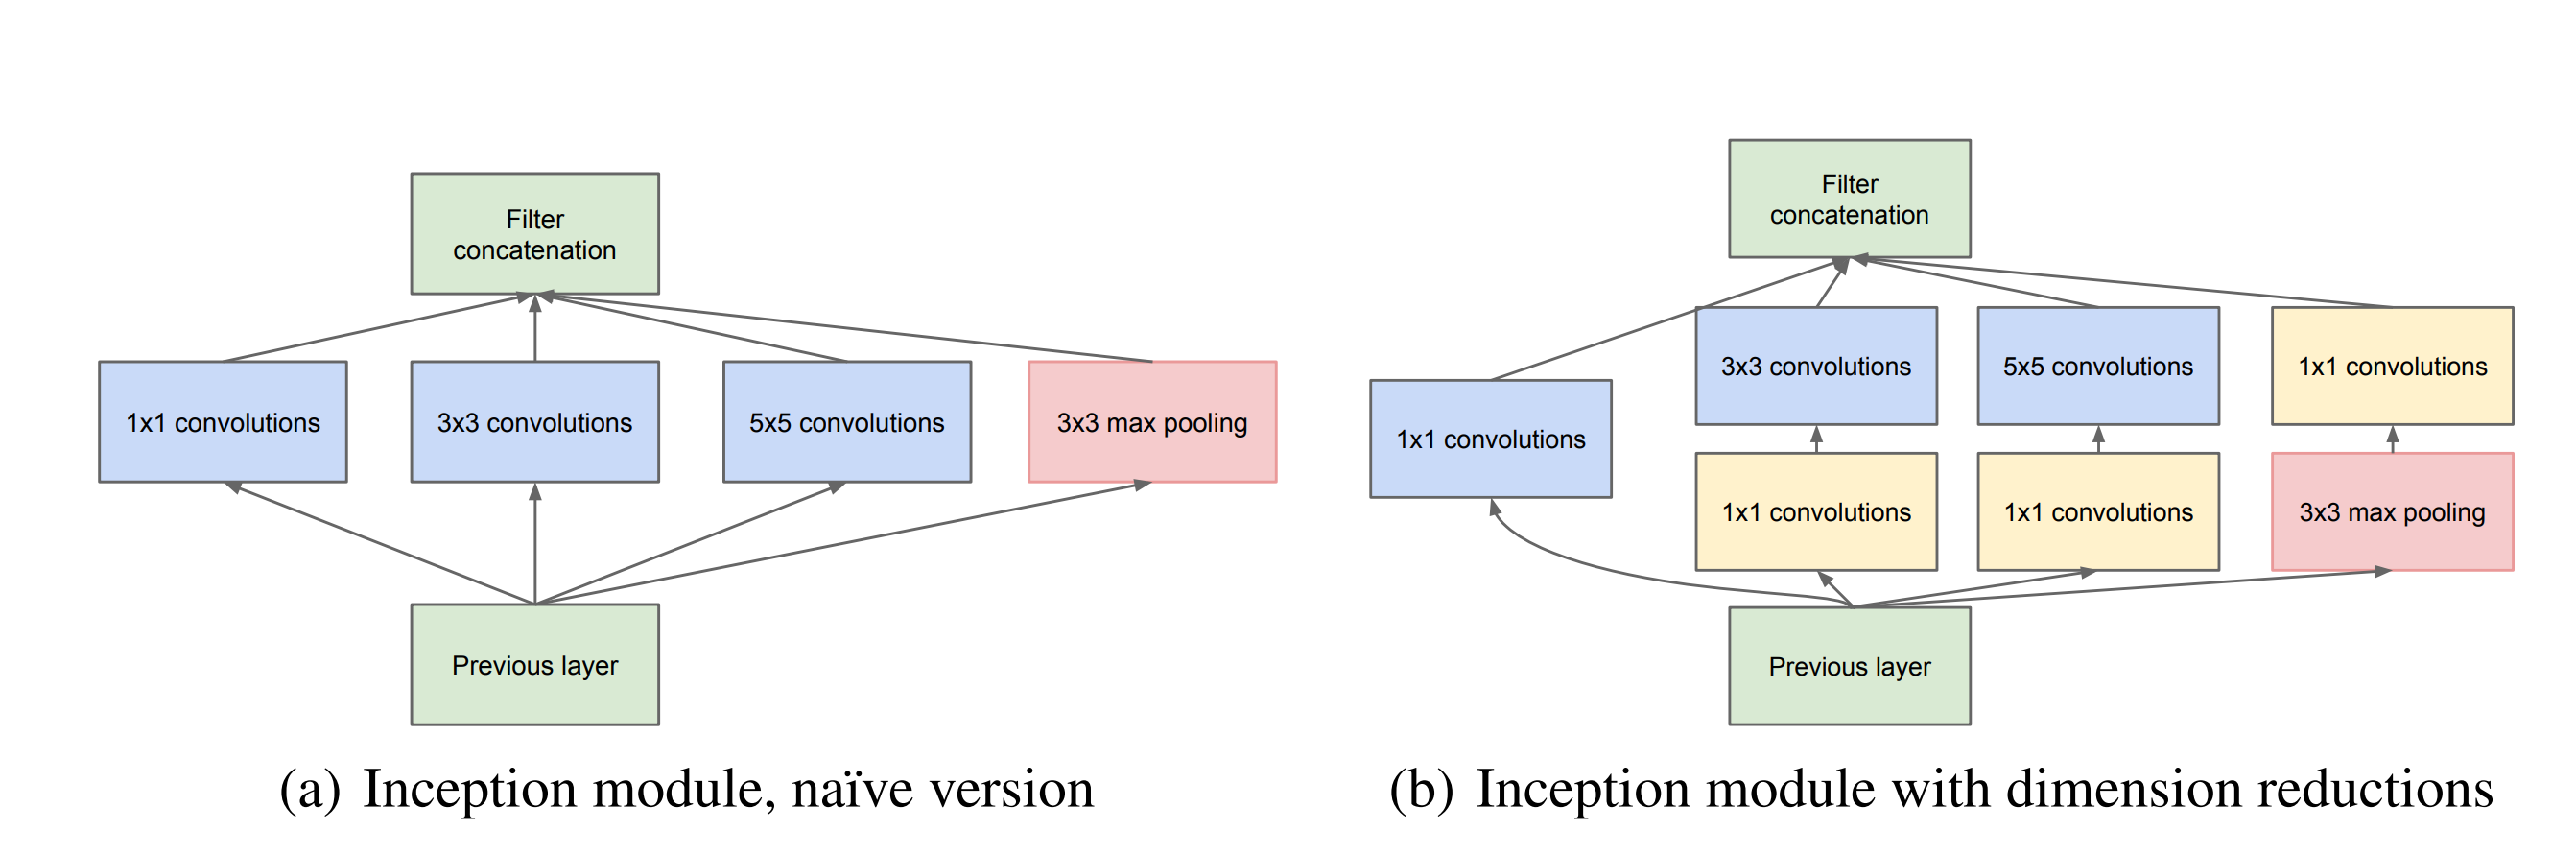 Filter
concatenation
1x1 convolutions
3x3 convolutions
5x5 convolutions
3x3 max pooling
Previous layer
(a) Inception module, naïve version
Filter
concatenation
3x3 convolutions
5x5 convolutions
1x1 convolutions
1x1 convolutions
1x1 convolutions
1x1 convolutions
3x3 max pooling
Previous layer
(b) Inception module with dimension reductions